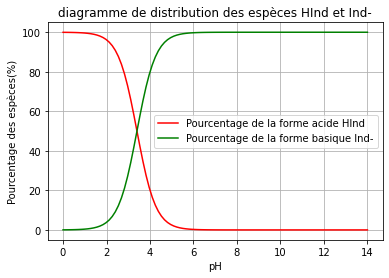 diagramme de distribution des espèces HInd et Ind-
Pourcentage des espèces(%)
100
80
60
40
20
0
Pourcentage de la forme acide HInd
Pourcentage de la forme basique Ind-
0 2 4 6 8 10 12 14
pH